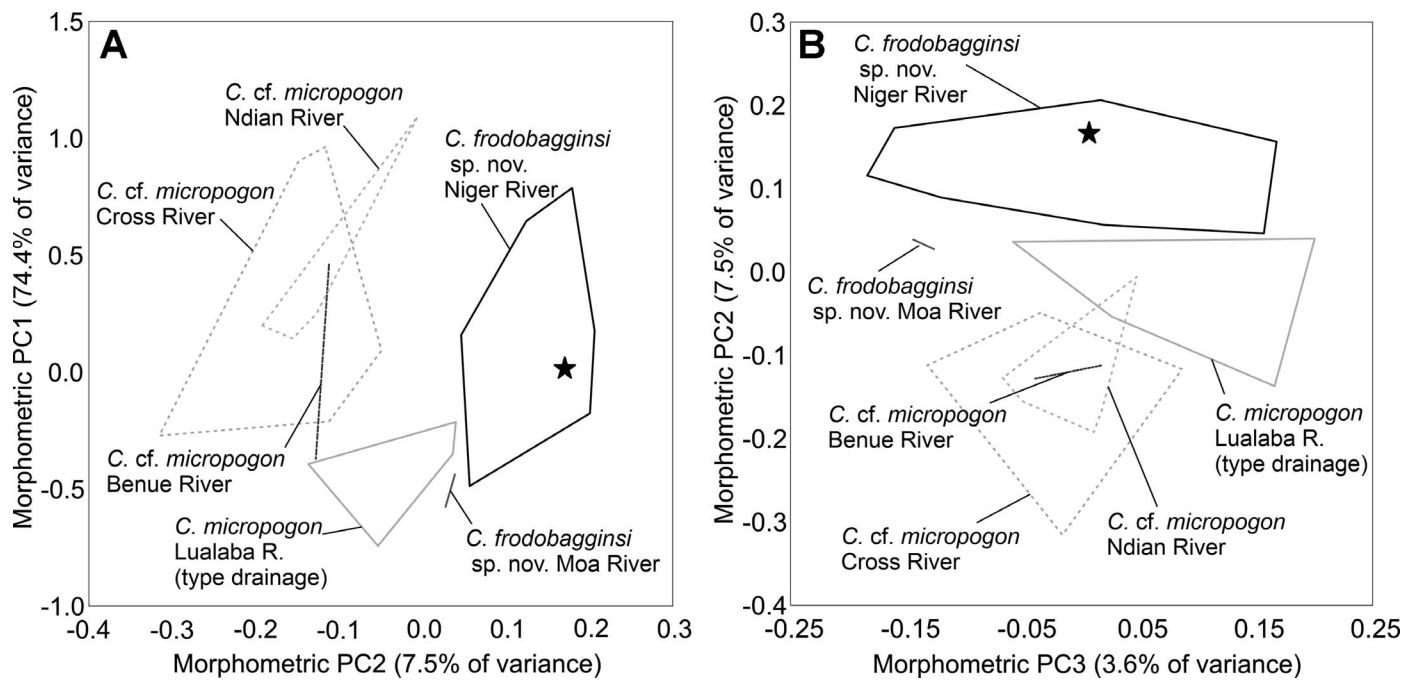 A
1.5
1.0
0.5
0.0
-0.5
-1.0
Morphometric PC1 (74.4% of variance)
C. cf. micropogon
Ndian River
C. frodobagginsi
sp. nov.
Niger River
C. cf. micropogon
Cross River
C. cf. micropogon
Benue River
C. micropogon
Lualaba R.
(type drainage)
C. frodobagginsi
sp. nov. Moa River
-0.4 -0.3 -0.2 -0.1 0.0 0.1 0.2 0.3
Morphometric PC2 (7.5% of variance)
B
0.3
0.2
0.1
0.0
-0.1
-0.2
-0.3
-0.4
Morphometric PC2 (7.5% of variance)
C. frodobagginsi
sp. nov.
Niger River
C. frodobagginsi
sp. nov. Moa River
C. cf. micropogon
Benue River
C. micropogon
Lualaba R.
(type drainage)
C. cf. micropogon
Cross River
C. cf. micropogon
Ndian River
-0.25 -0.15 -0.05 0.05 0.15 0.25
Morphometric PC3 (3.6% of variance)